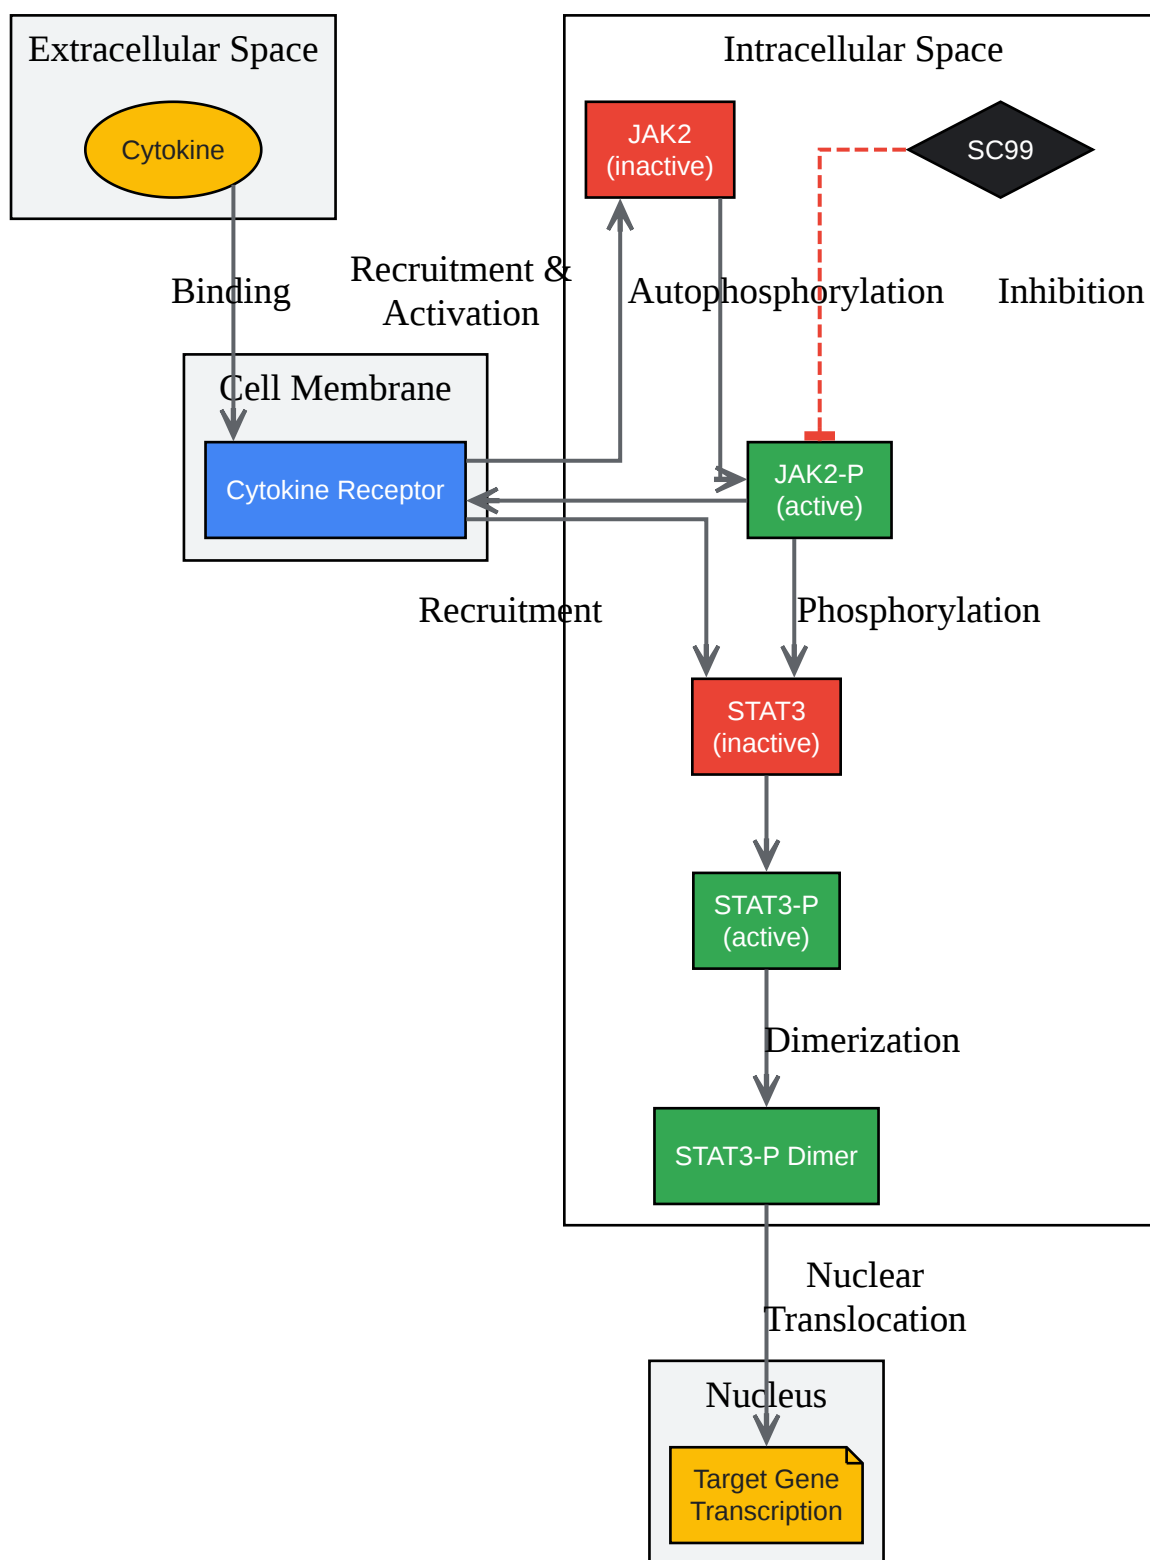 Extracellular Space
Intracellular Space
Cytokine
JAK2
(inactive)
SC99
Binding
Recruitment &
Activation
Autophosphorylation
Inhibition
Cell Membrane
Cytokine Receptor
JAK2-P
(active)
Recruitment
Phosphorylation
STAT3
(inactive)
STAT3-P
(active)
Dimerization
STAT3-P Dimer
Nuclear
Translocation
Nucleus
Target Gene
Transcription